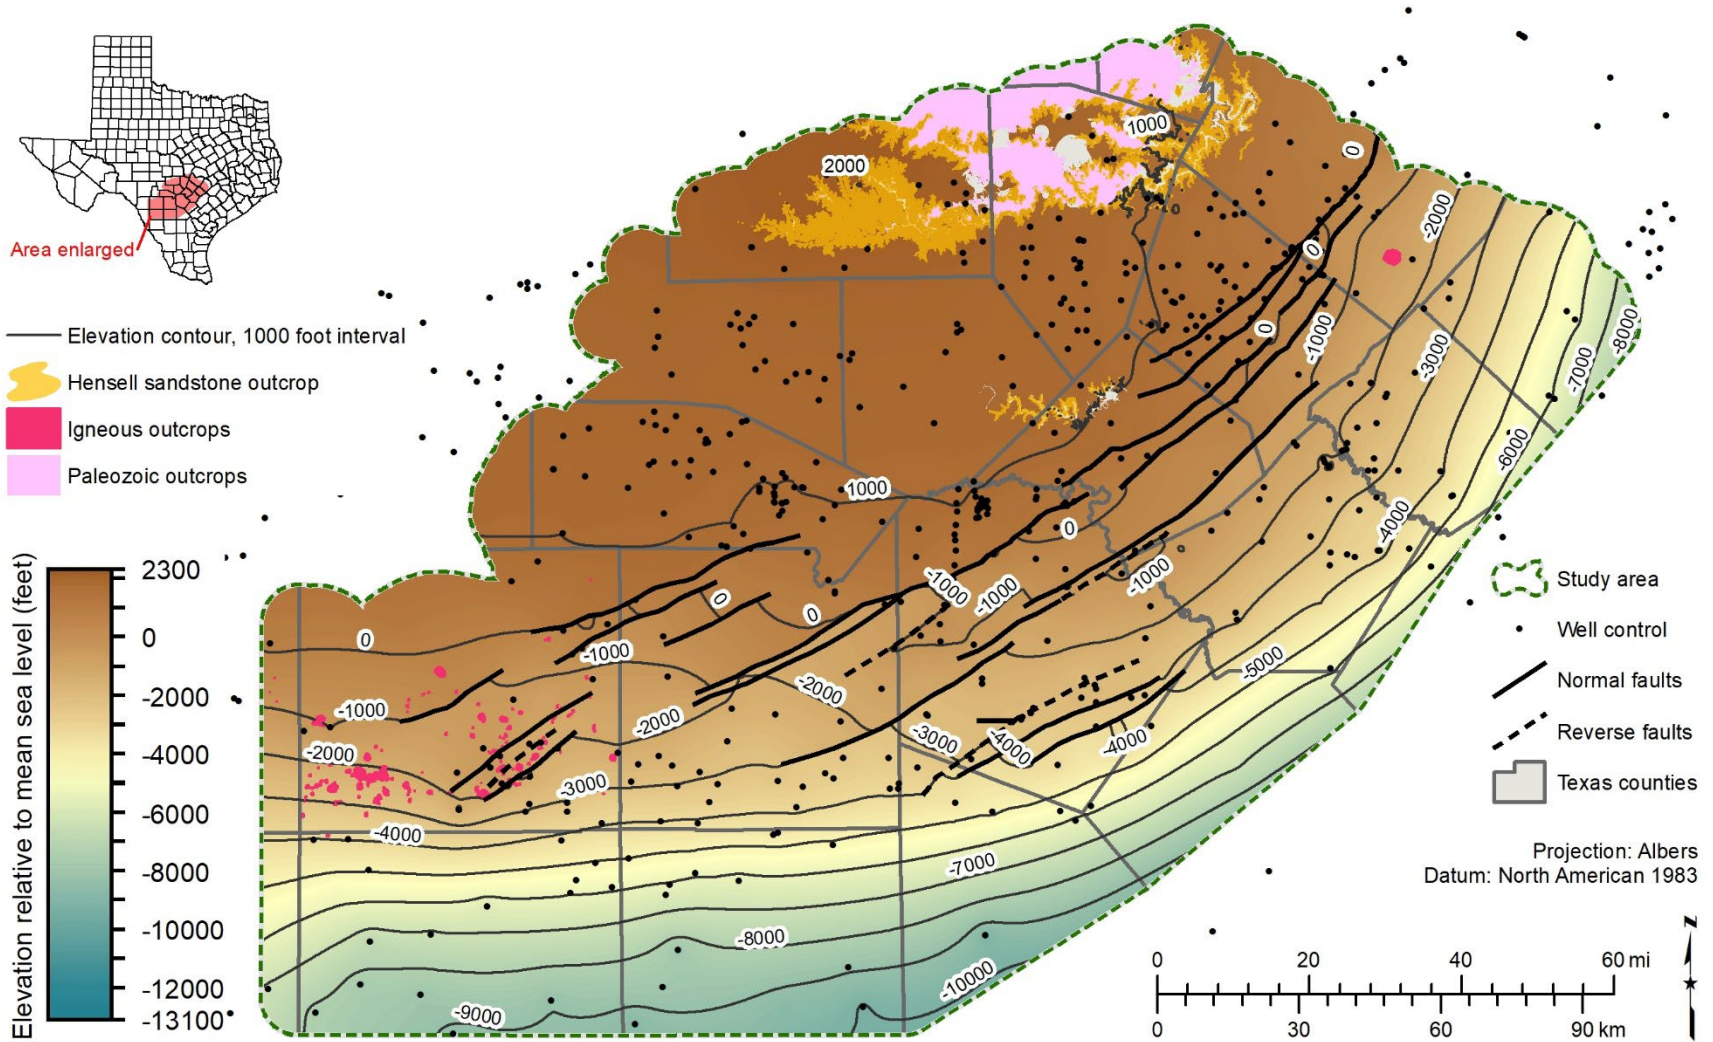 Area enlarged
Elevation contour, 1000 foot interval
Hensell sandstone outcrop
Igneous outcrops
Paleozoic outcrops
Elevation relative to mean sea level (feet)
2300
0
-2000
-4000
-6000
-8000
-10000
-12000
-13100
1000
2000
0
-2000
0
0
-1000
-3000
-8000
-7000
-6000
1000
-4000
0
-1000
-1000
-1000
0
0
0
-1000
-5000
-2000
-1000
-2000
-2000
-3000
-4000
-4000
-3000
-4000
-7000
-8000
-10000
-9000
Study area
Well control
Normal faults
Reverse faults
Texas counties
Projection: Albers
Datum: North American 1983
0 20 40 60 mi
0 30 60 90 km
N